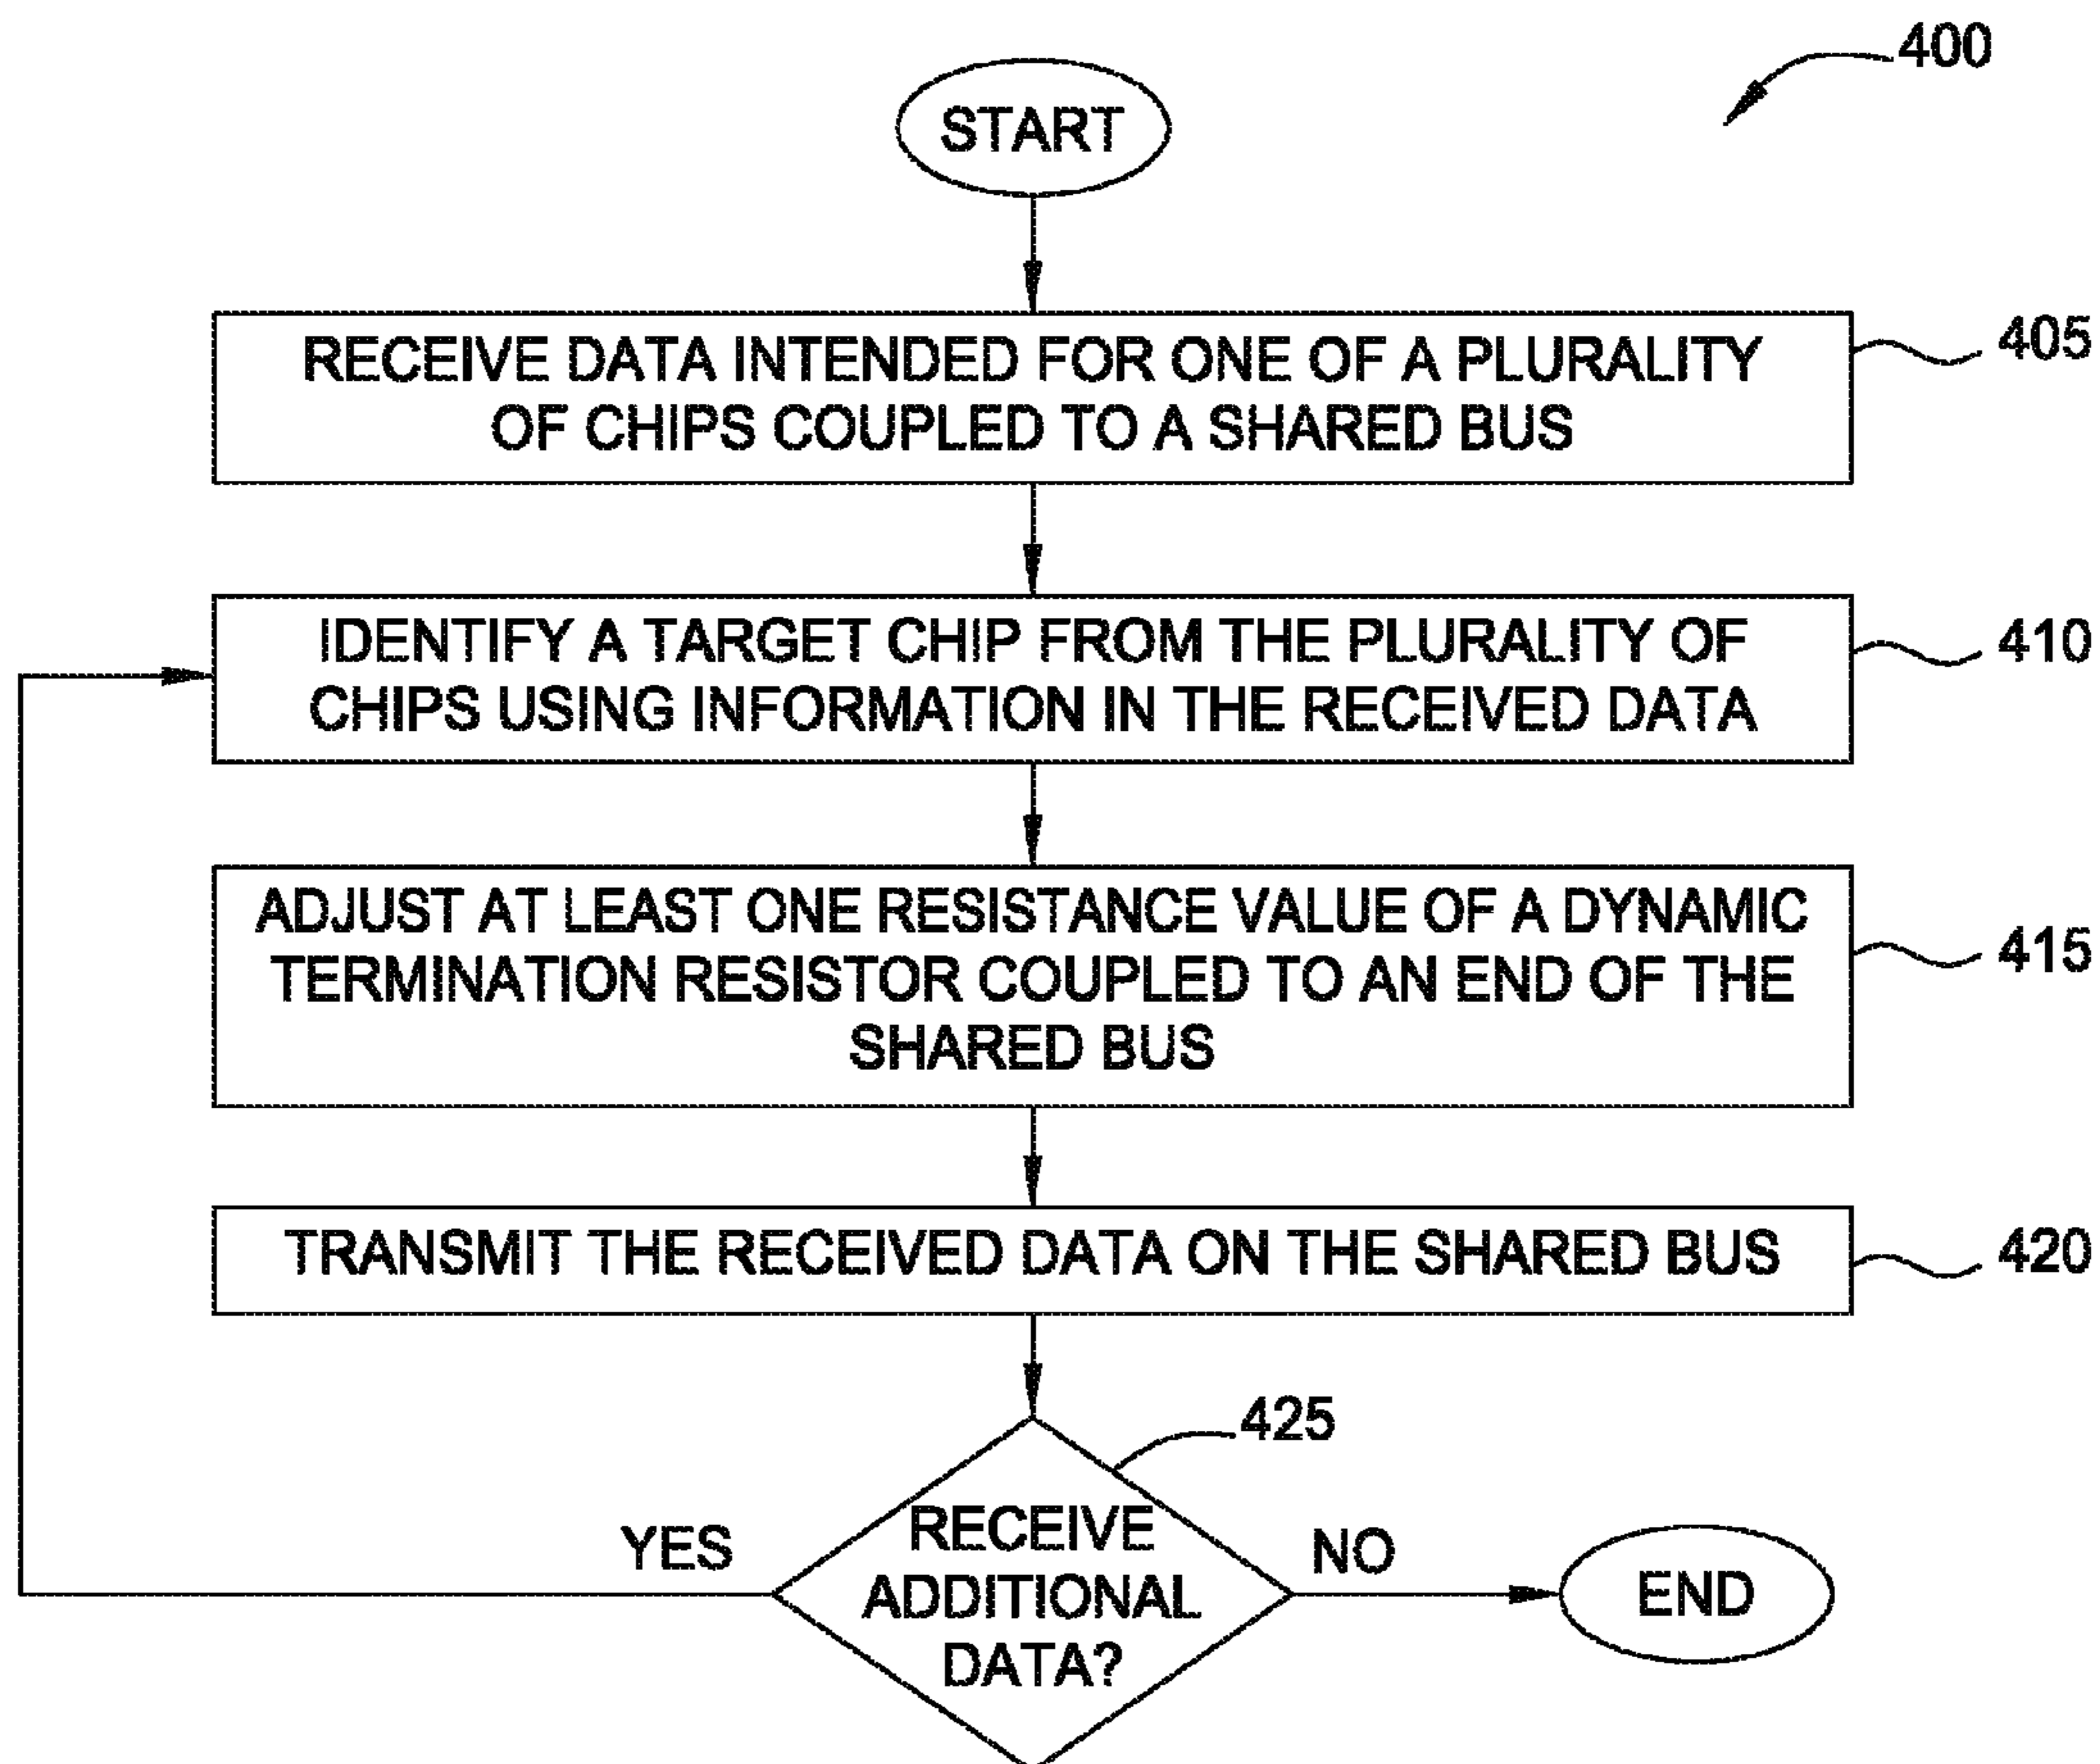 400
START
RECEIVE DATA INTENDED FOR ONE OF A PLURALITY
OF CHIPS COUPLED TO A SHARED BUS
405
IDENTIFY A TARGET CHIP FROM THE PLURALITY OF
CHIPS USING INFORMATION IN THE RECEIVED DATA
410
ADJUST AT LEAST ONE RESISTANCE VALUE OF A DYNAMIC
TERMINATION RESISTOR COUPLED TO AN END OF THE
SHARED BUS
415
TRANSMIT THE RECEIVED DATA ON THE SHARED BUS
420
425
YES
RECEIVE
ADDITIONAL
DATA?
NO
END